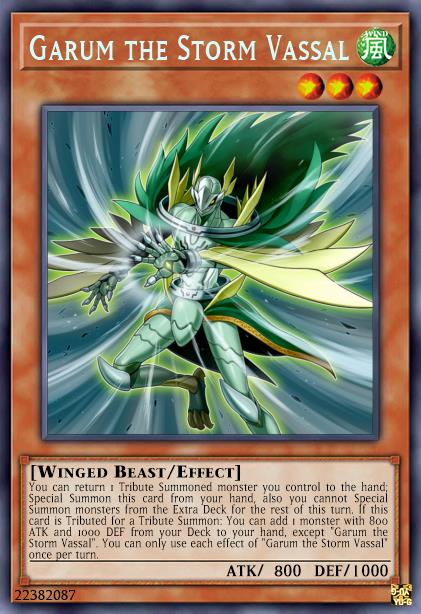 GARUM THE STORM VASSAL
WIND
風
[WINGED BEAST/EFFECT]
You can return 1 Tribute Summoned monster you control to the hand;
Special Summon this card from your hand, also you cannot Special
Summon monsters from the Extra Deck for the rest of this turn. If this
card is Tributed for a Tribute Summon: You can add 1 monster with 800
ATK and 1000 DEF from your Deck to your hand, except "Garum the
Storm Vassal". You can only use each effect of "Garum the Storm Vassal"
once per turn.
ATK/ 800 DEF/1000
22382087